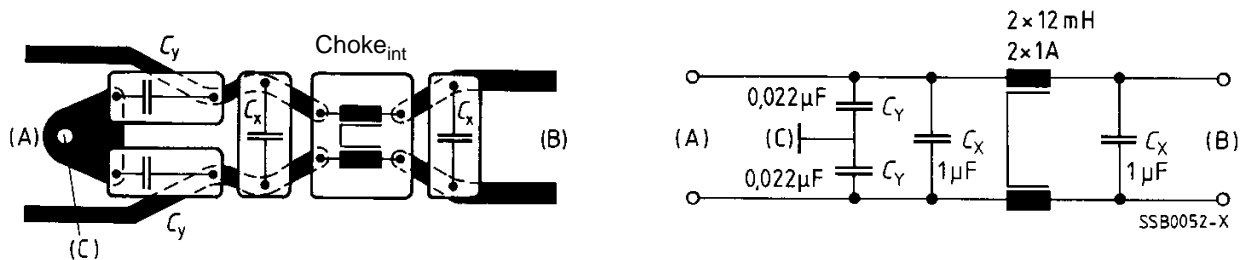 C_y
Choke_int
(A)
C_x
C_x
(B)
C_y
(C)
2 × 12 mH
2 × 1A
0,022µF
C_Y
(A)
(C)
C_X
C_X
(B)
0,022µF
C_Y
1µF
1µF
SSB0052-X